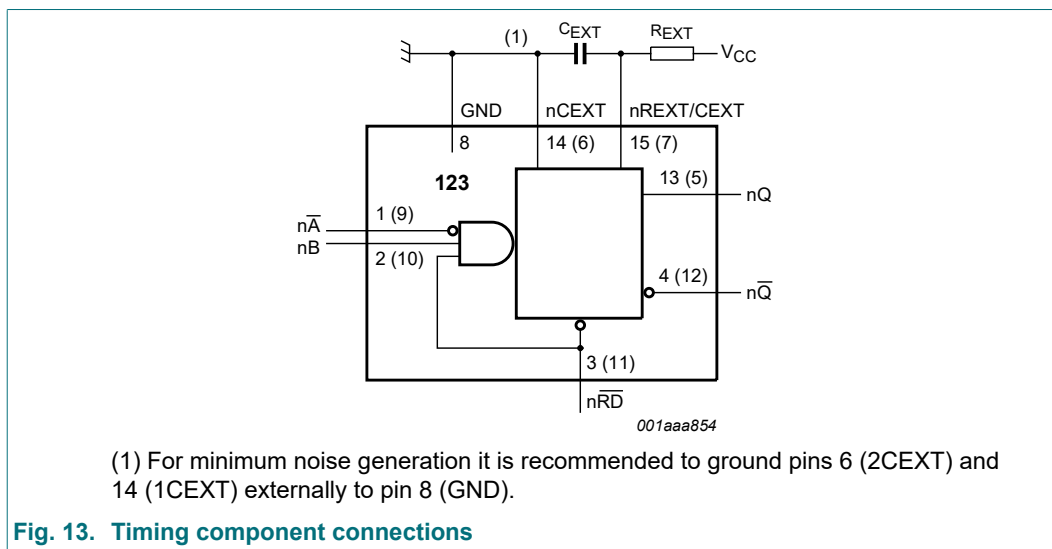 (1)
CEXT
REXT
VCC
GND
nCEXT
nREXT/CEXT
8
14 (6)
15 (7)
123
13 (5)
nQ
1 (9)
nA̅
nB
2 (10)
4 (12)
nQ̅
3 (11)
nR̅D̅
001aaa854
(1) For minimum noise generation it is recommended to ground pins 6 (2CEXT) and
14 (1CEXT) externally to pin 8 (GND).
Fig. 13. Timing component connections